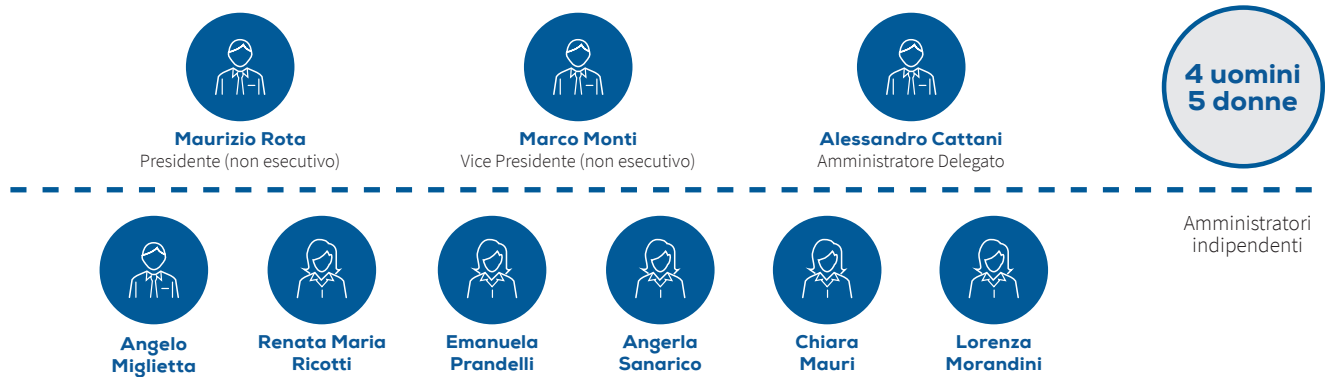 Maurizio Rota
Presidente (non esecutivo)
Marco Monti
Vice Presidente (non esecutivo)
Alessandro Cattani
Amministratore Delegato
4 uomini
5 donne
Amministratori
indipendenti
Angelo
Miglietta
Renata Maria
Ricotti
Emanuela
Prandelli
Angerla
Sanarico
Chiara
Mauri
Lorenza
Morandini